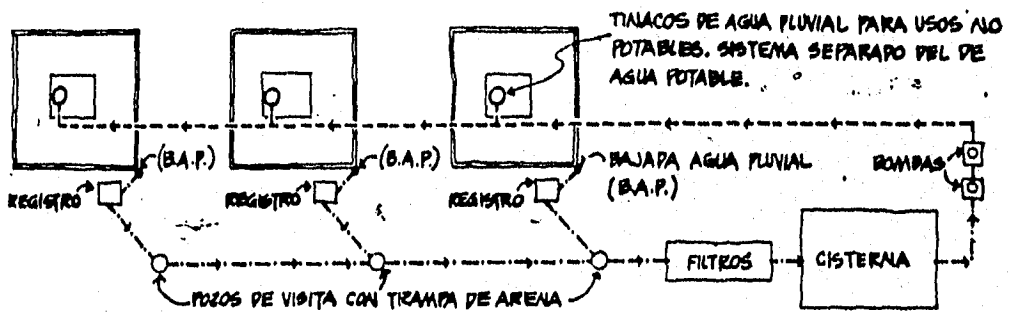 TINACOS DE AGUA PLUVIAL PARA USOS NO
POTABLES. SISTEMA SEPARADO DEL DE
AGUA POTABLE.
(B.A.P.)
(B.A.P.)
BAJADA AGUA PLUVIAL
(B.A.P.)
BOMBAS
REGISTRO
REGISTRO
REGISTRO
FILTROS
CISTERNA
POZOS DE VISITA CON TRAMPA DE ARENA